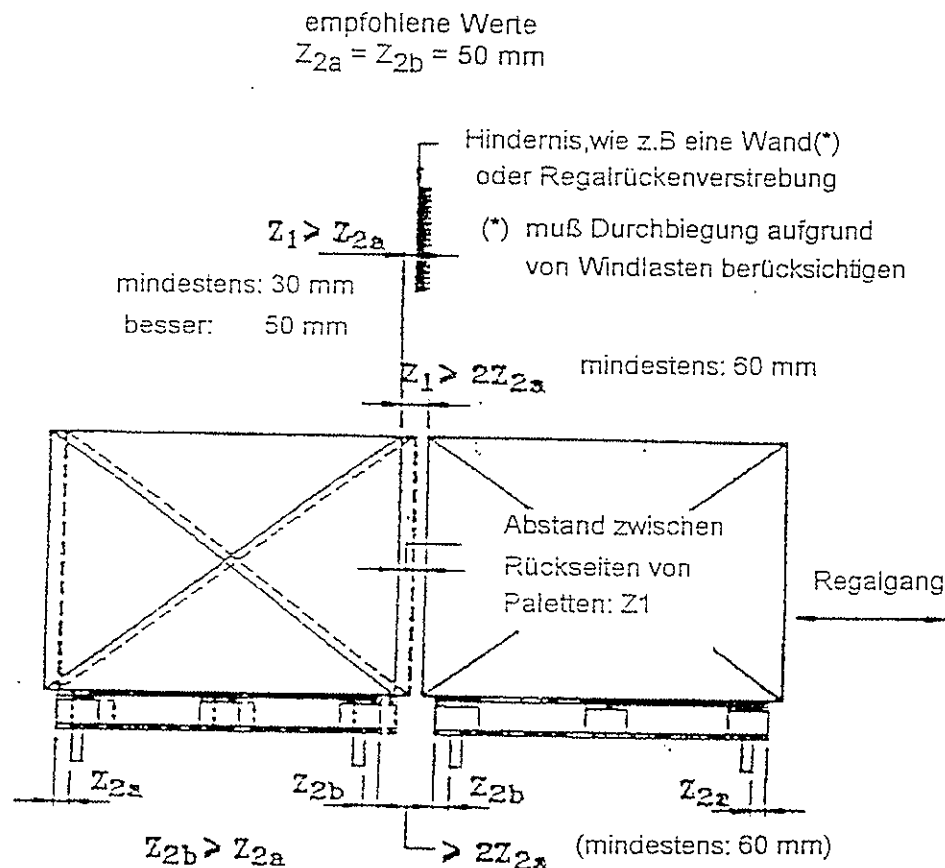 empfohlene Werte
Z2a = Z2b = 50 mm
Hindernis,wie z.B eine Wand(*)
oder Regalrückenverstrebung
(*) muß Durchbiegung aufgrund
von Windlasten berücksichtigen
Z1 > Z2a
mindestens: 30 mm
besser: 50 mm
Z1 > 2Z2a
mindestens: 60 mm
Abstand zwischen
Rückseiten von
Paletten: Z1
Regalgang
Z2a
Z2b
Z2b
Z2a
Z2b > Z2a
> 2Z2a
(mindestens: 60 mm)